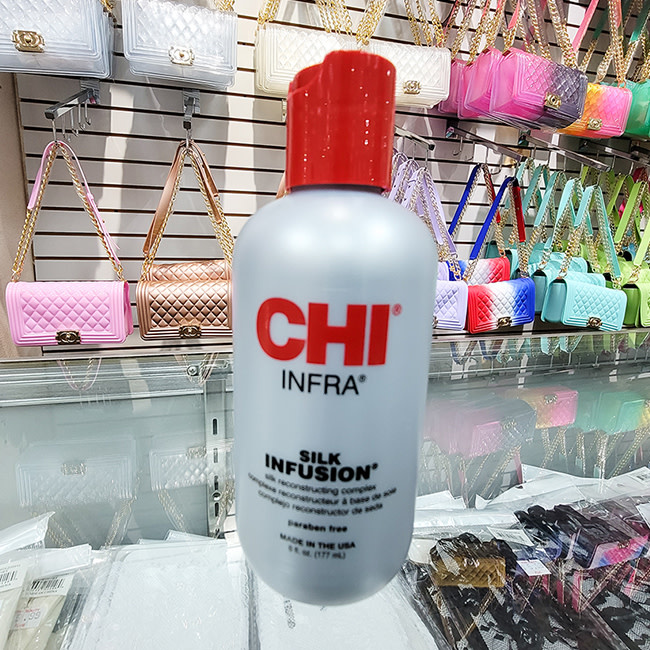 CHI®
INFRA®
SILK
INFUSION®
silk reconstructing complex
complexe reconstructeur à base de soie
complejo reconstructor de seda
paraben free
MADE IN THE USA
6 fl. oz. (177 mL)